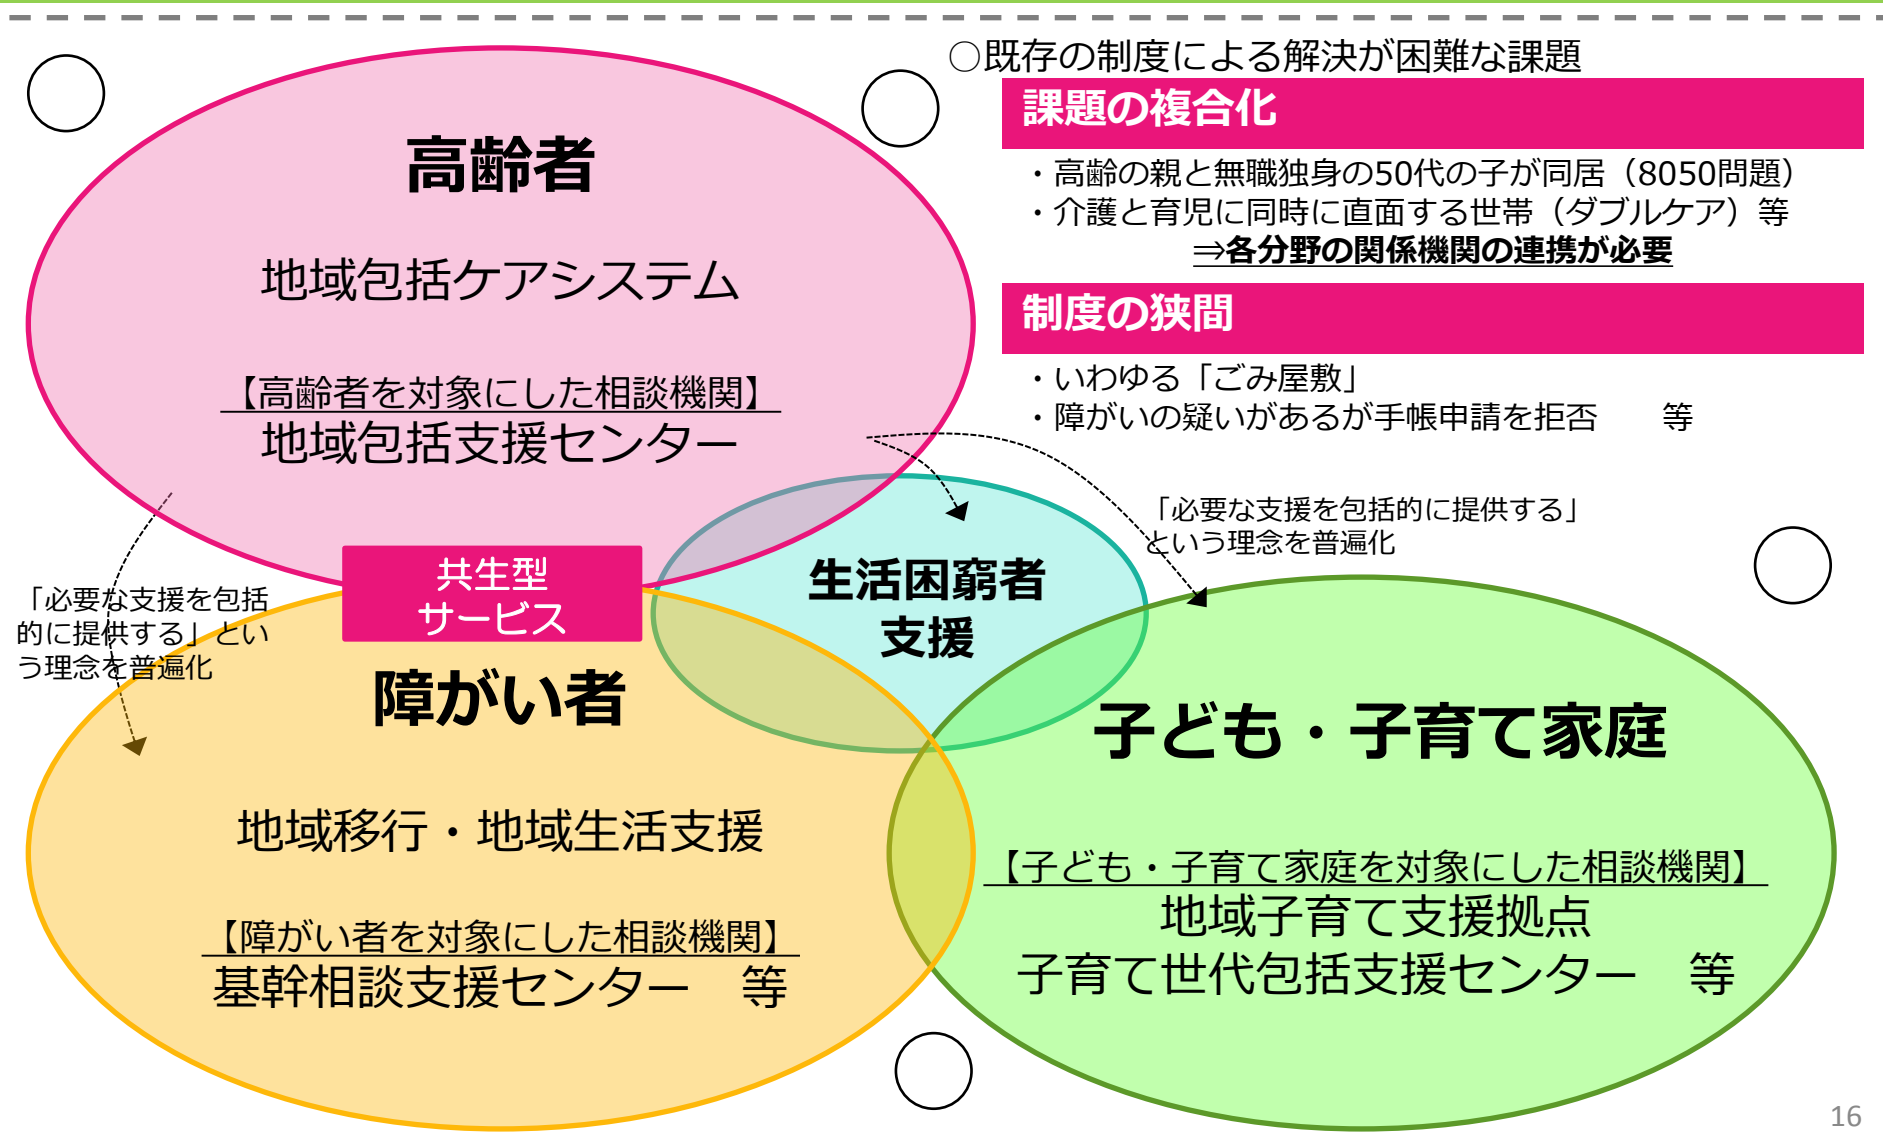 ○既存の制度による解決が困難な課題
課題の複合化
・高齢の親と無職独身の50代の子が同居（8050問題）
・介護と育児に同時に直面する世帯（ダブルケア）等
⇒各分野の関係機関の連携が必要
制度の狭間
・いわゆる「ごみ屋敷」
・障がいの疑いがあるが手帳申請を拒否　　等
高齢者
地域包括ケアシステム
【高齢者を対象にした相談機関】
地域包括支援センター
「必要な支援を包括的に提供する」
という理念を普遍化
共生型
サービス
生活困窮者
支援
「必要な支援を包括
的に提供する」とい
う理念を普遍化
障がい者
地域移行・地域生活支援
【障がい者を対象にした相談機関】
基幹相談支援センター　等
子ども・子育て家庭
【子ども・子育て家庭を対象にした相談機関】
地域子育て支援拠点
子育て世代包括支援センター　等
16